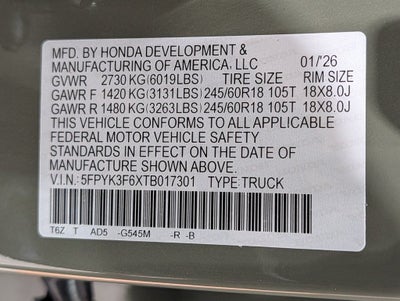 MFD. BY HONDA DEVELOPMENT &
MANUFACTURING OF AMERICA, LLC 01/'26
GVWR 2730 KG(6019LBS) TIRE SIZE RIM SIZE
GAWR F 1420 KG(3131LBS) 245/60R18 105T 18X8.0J
GAWR R 1480 KG(3263LBS) 245/60R18 105T 18X8.0J
THIS VEHICLE CONFORMS TO ALL APPLICABLE
FEDERAL MOTOR VEHICLE SAFETY
STANDARDS IN EFFECT ON THE DATE OF
MANUFACTURE SHOWN ABOVE.
V.I.N.:5FPYK3F6XTB017301 TYPE:TRUCK
T6Z T AD5 -G545M -R -B